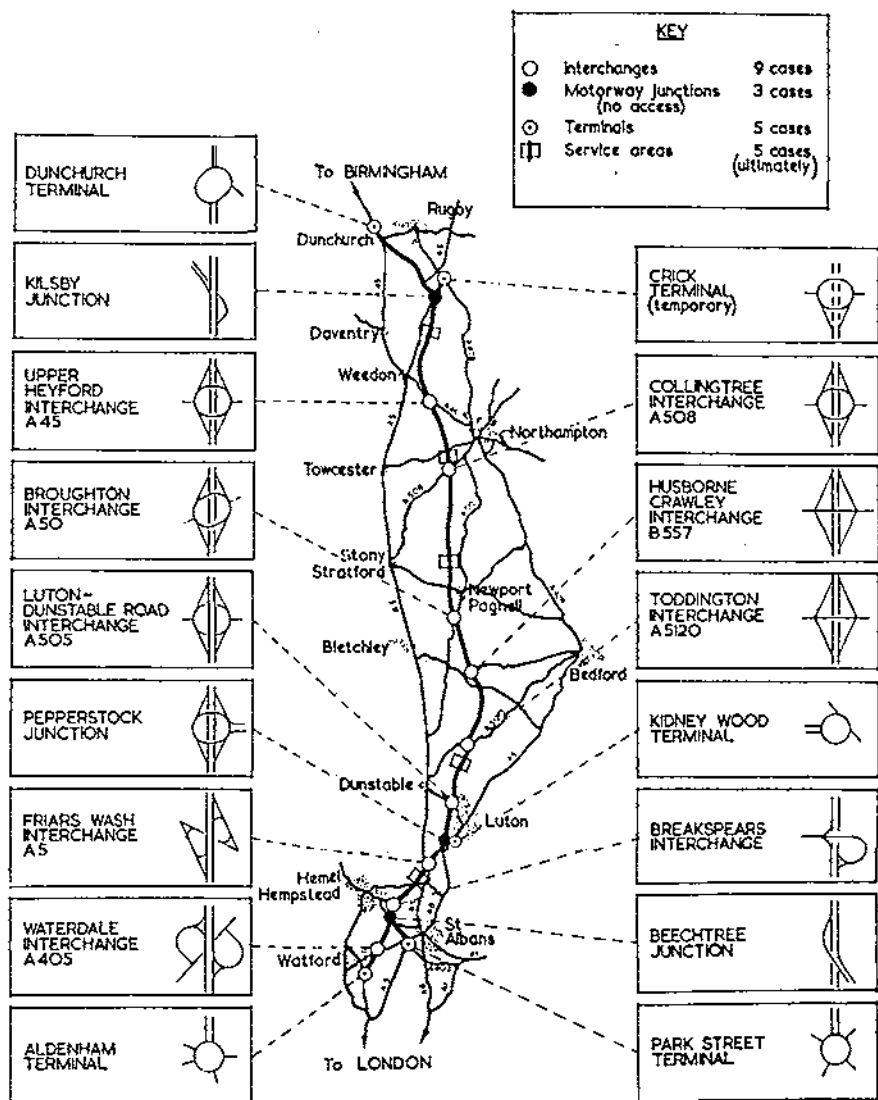 KEY
Interchanges 9 cases
Motorway junctions 3 cases
(no access)
Terminals 5 cases
Service areas 5 cases
(ultimately)
DUNCHURCH
TERMINAL
KILSBY
JUNCTION
UPPER
HEYFORD
INTERCHANGE
A45
BROUGHTON
INTERCHANGE
A50
LUTON-
DUNSTABLE ROAD
INTERCHANGE
A505
PEPPERSTOCK
JUNCTION
FRIARS WASH
INTERCHANGE
A5
WATERDALE
INTERCHANGE
A405
ALDENHAM
TERMINAL
To BIRMINGHAM
Rugby
Dunchurch
Daventry
Weedon
Northampton
Towcester
A508
Stony
Stratford
Newport
Pagnell
Bletchley
Bedford
Dunstable
Luton
Hemel
Hempstead
St
Albans
Watford
To LONDON
CRICK
TERMINAL
(temporary)
COLLINGTREE
INTERCHANGE
A508
HUSBORNE
CRAWLEY
INTERCHANGE
B557
TODDINGTON
INTERCHANGE
A5120
KIDNEY WOOD
TERMINAL
BREAKSPEARS
INTERCHANGE
BEECHTREE
JUNCTION
PARK STREET
TERMINAL